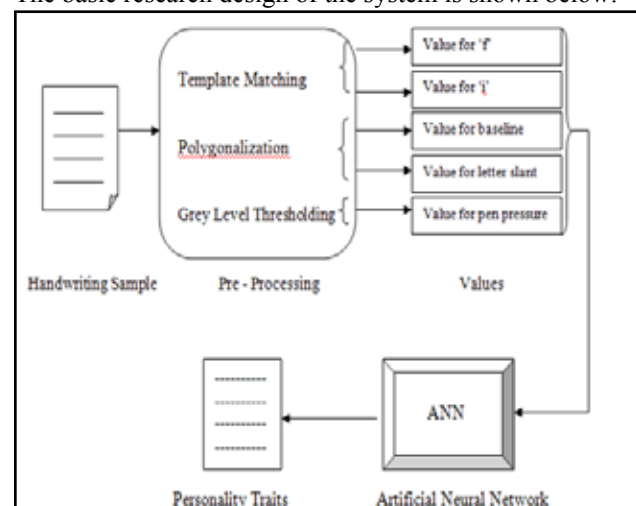 The basic research design of the system is shown below:
Template Matching
Polygonalization
Grey Level Thresholding
Value for 'f'
Value for 'i'
Value for baseline
Value for letter slant
Value for pen pressure
Handwriting Sample
Pre - Processing
Values
ANN
Personality Traits
Artificial Neural Network